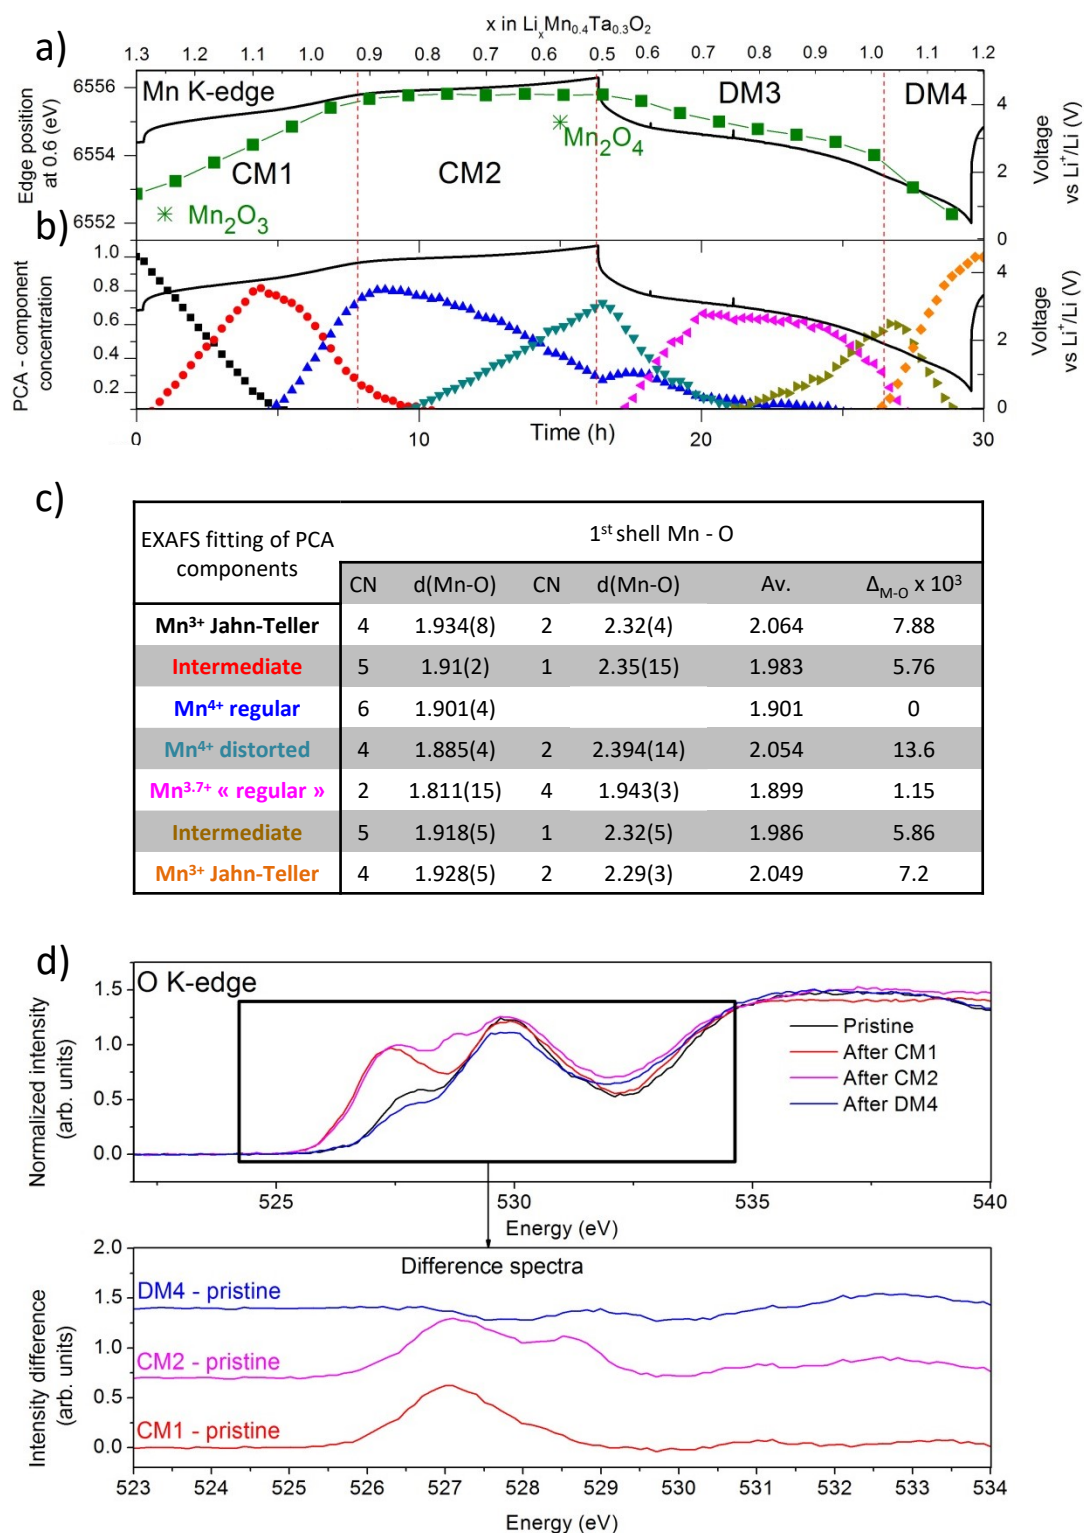 a)
x in LiₓMn₀.₄Ta₀.₃O₂
1.3 1.2 1.1 1.0 0.9 0.8 0.7 0.6 0.5 0.6 0.7 0.8 0.9 1.0 1.1 1.2
Edge position
at 0.6 (eV)
6556
6554
6552
Mn K-edge
CM1
CM2
DM3
DM4
Mn₂O₃
Mn₂O₄
4
2
0
Voltage
vs Li⁺/Li (V)
b)
PCA - component
concentration
1.0
0.8
0.6
0.4
0.2
4
2
0
Voltage
vs Li⁺/Li (V)
0 10 20 30
Time (h)
c)
EXAFS fitting of PCA
components
1ˢᵗ shell Mn - O
CN d(Mn-O) CN d(Mn-O) Av. Δ_M-O x 10³
Mn³⁺ Jahn-Teller 4 1.934(8) 2 2.32(4) 2.064 7.88
Intermediate 5 1.91(2) 1 2.35(15) 1.983 5.76
Mn⁴⁺ regular 6 1.901(4) 1.901 0
Mn⁴⁺ distorted 4 1.885(4) 2 2.394(14) 2.054 13.6
Mn³·⁷⁺ « regular » 2 1.811(15) 4 1.943(3) 1.899 1.15
Intermediate 5 1.918(5) 1 2.32(5) 1.986 5.86
Mn³⁺ Jahn-Teller 4 1.928(5) 2 2.29(3) 2.049 7.2
d)
O K-edge
Normalized intensity
(arb. units)
1.5
1.0
0.5
0.0
Pristine
After CM1
After CM2
After DM4
525 530 535 540
Energy (eV)
Difference spectra
Intensity difference
(arb. units)
2.0
1.5
1.0
0.5
0.0
DM4 - pristine
CM2 - pristine
CM1 - pristine
523 524 525 526 527 528 529 530 531 532 533 534
Energy (eV)